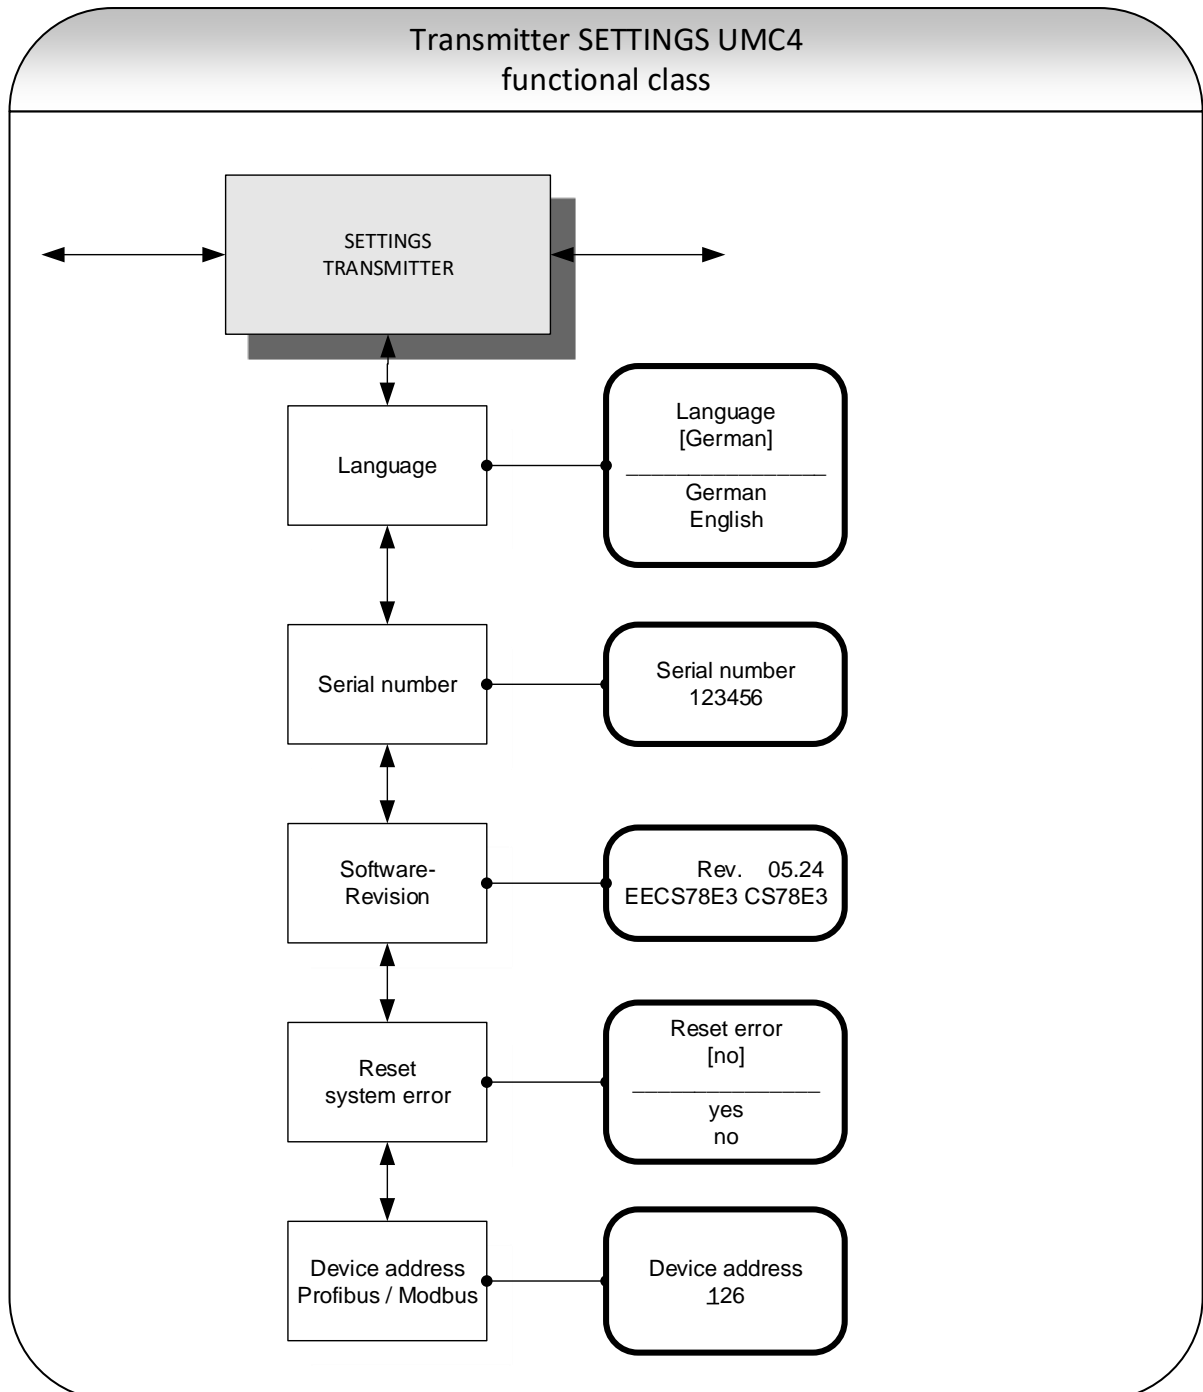 Transmitter SETTINGS UMC4
functional class
SETTINGS
TRANSMITTER
Language
Language
[German]
German
English
Serial number
Serial number
123456
Software-
Revision
Rev. 05.24
EECS78E3 CS78E3
Reset
system error
Reset error
[no]
yes
no
Device address
Profibus / Modbus
Device address
126